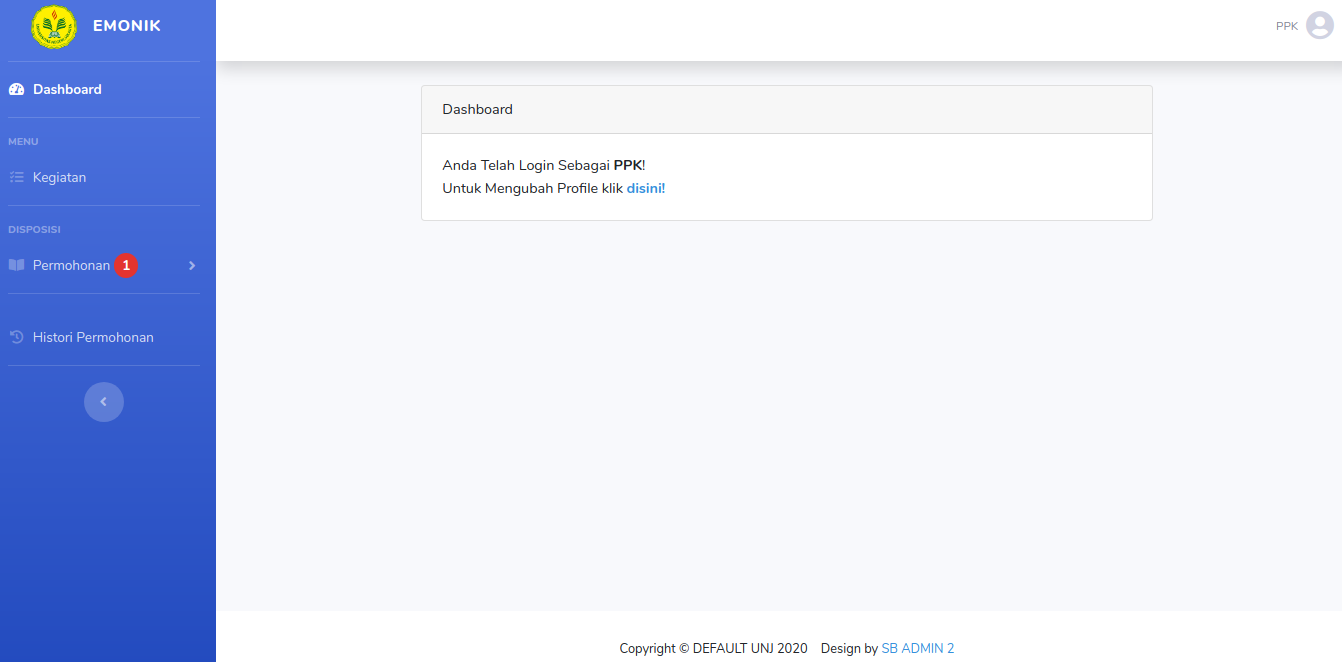 EMONIK
PPK
Dashboard
MENU
Kegiatan
DISPOSISI
Permohonan 1
Histori Permohonan
Dashboard
Anda Telah Login Sebagai PPK!
Untuk Mengubah Profile klik disini!
Copyright © DEFAULT UNJ 2020 Design by SB ADMIN 2